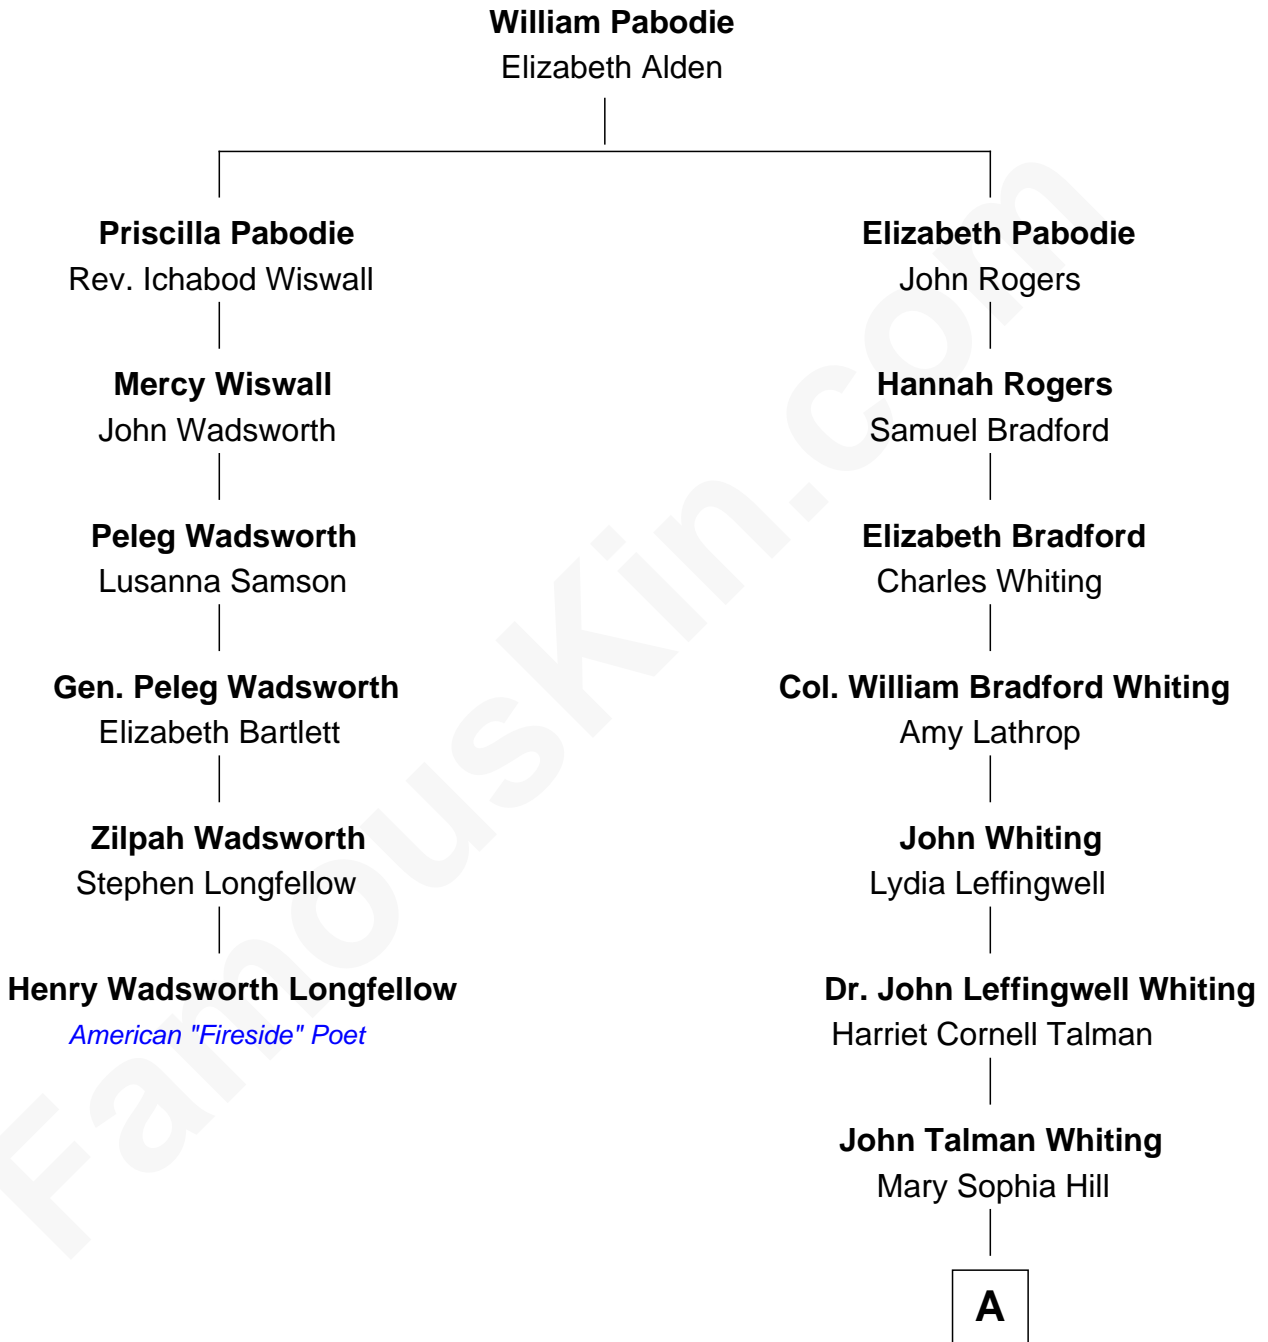 William Pabodie
Elizabeth Alden
Priscilla Pabodie
Rev. Ichabod Wiswall
Elizabeth Pabodie
John Rogers
Mercy Wiswall
John Wadsworth
Hannah Rogers
Samuel Bradford
Peleg Wadsworth
Lusanna Samson
Elizabeth Bradford
Charles Whiting
Gen. Peleg Wadsworth
Elizabeth Bartlett
Col. William Bradford Whiting
Amy Lathrop
Zilpah Wadsworth
Stephen Longfellow
John Whiting
Lydia Leffingwell
Henry Wadsworth Longfellow
American "Fireside" Poet
Dr. John Leffingwell Whiting
Harriet Cornell Talman
John Talman Whiting
Mary Sophia Hill
A
FamousKin.com